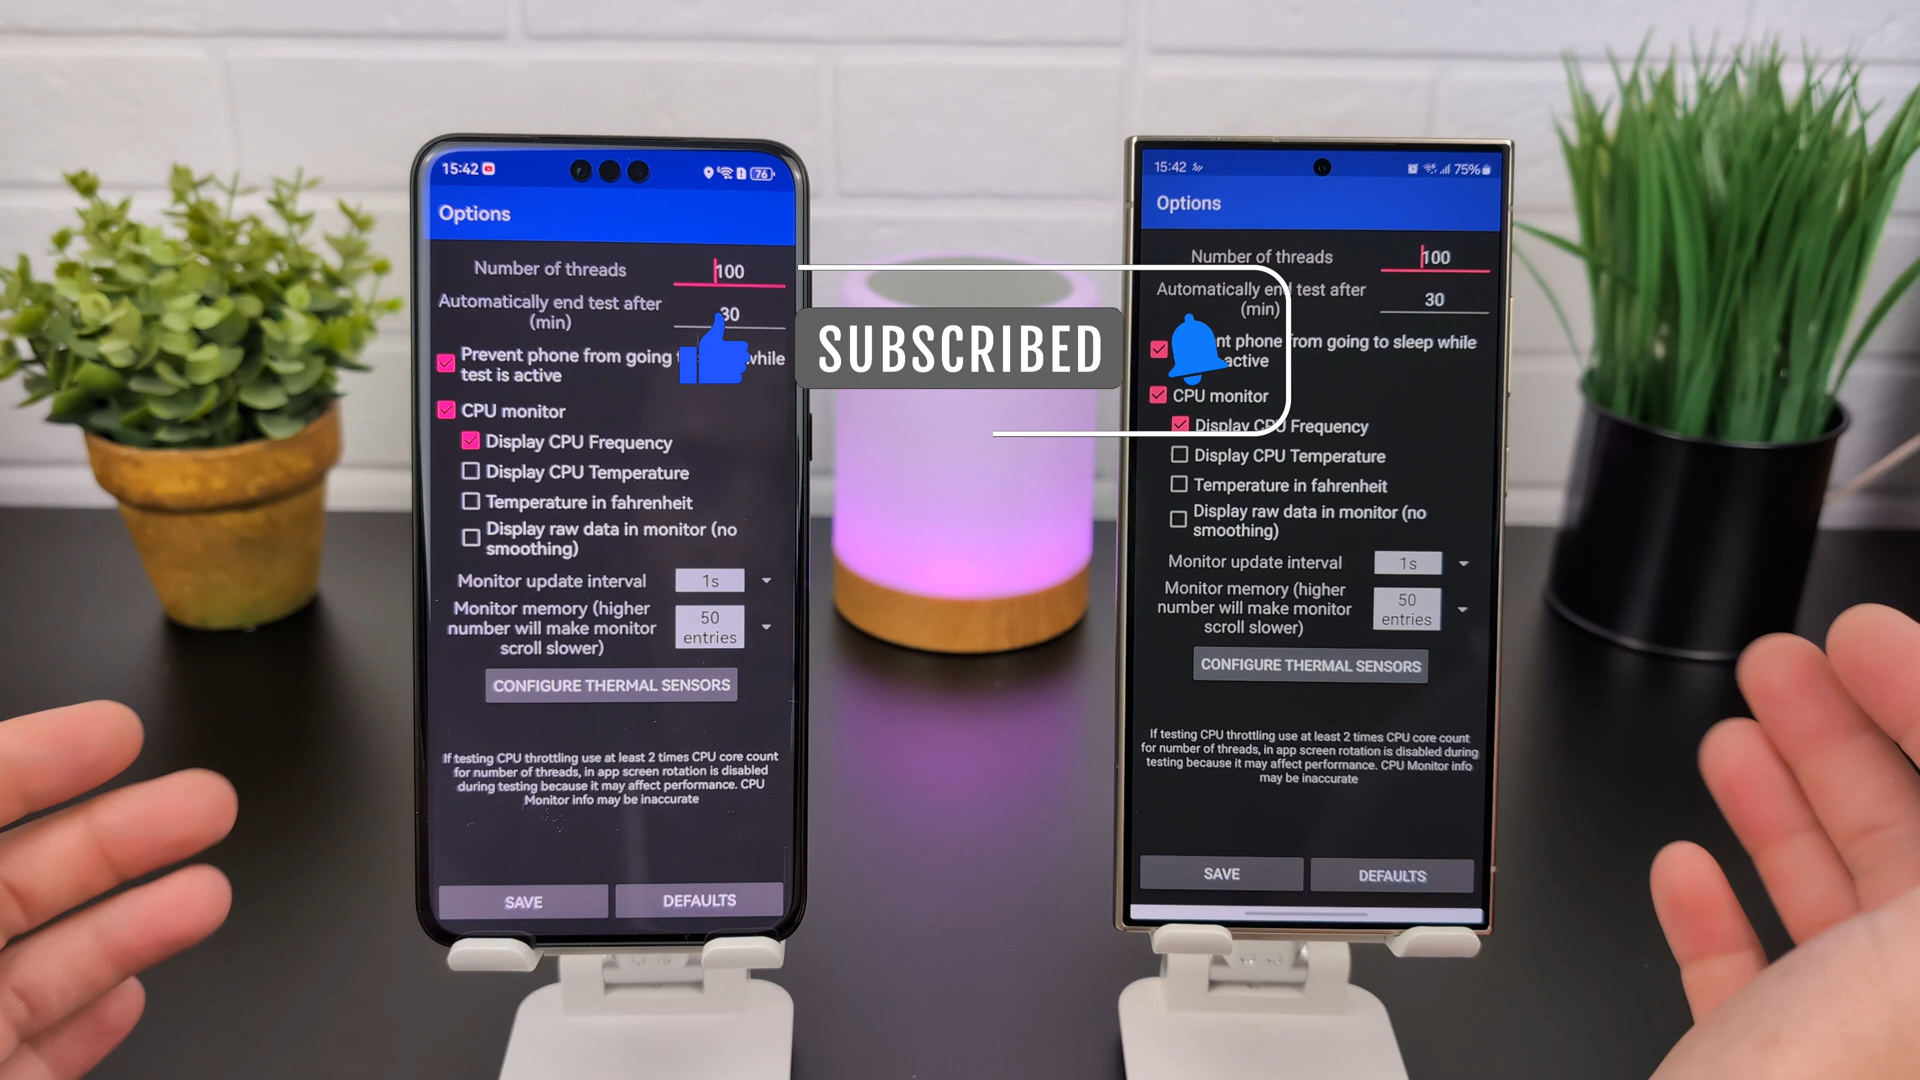 15:42
76
Options
Number of threads
100
Automatically end test after
(min)
30
Prevent phone from going
while
test is active
CPU monitor
Display CPU Frequency
Display CPU Temperature
Temperature in fahrenheit
Display raw data in monitor (no
smoothing)
Monitor update interval
1s
Monitor memory (higher
number will make monitor
scroll slower)
50
entries
CONFIGURE THERMAL SENSORS
If testing CPU throttling use at least 2 times CPU core count
for number of threads, in app screen rotation is disabled
during testing because it may affect performance. CPU
Monitor info may be inaccurate
SAVE
DEFAULTS
SUBSCRIBED
15:42
75%
Options
Number of threads
100
Automatically end test after
(min)
30
phone from going to sleep while
active
CPU monitor
Display CPU Frequency
Display CPU Temperature
Temperature in fahrenheit
Display raw data in monitor (no
smoothing)
Monitor update interval
1s
Monitor memory (higher
number will make monitor
scroll slower)
50
entries
CONFIGURE THERMAL SENSORS
If testing CPU throttling use at least 2 times CPU core count
for number of threads, in app screen rotation is disabled during
testing because it may affect performance. CPU Monitor info
may be inaccurate
SAVE
DEFAULTS